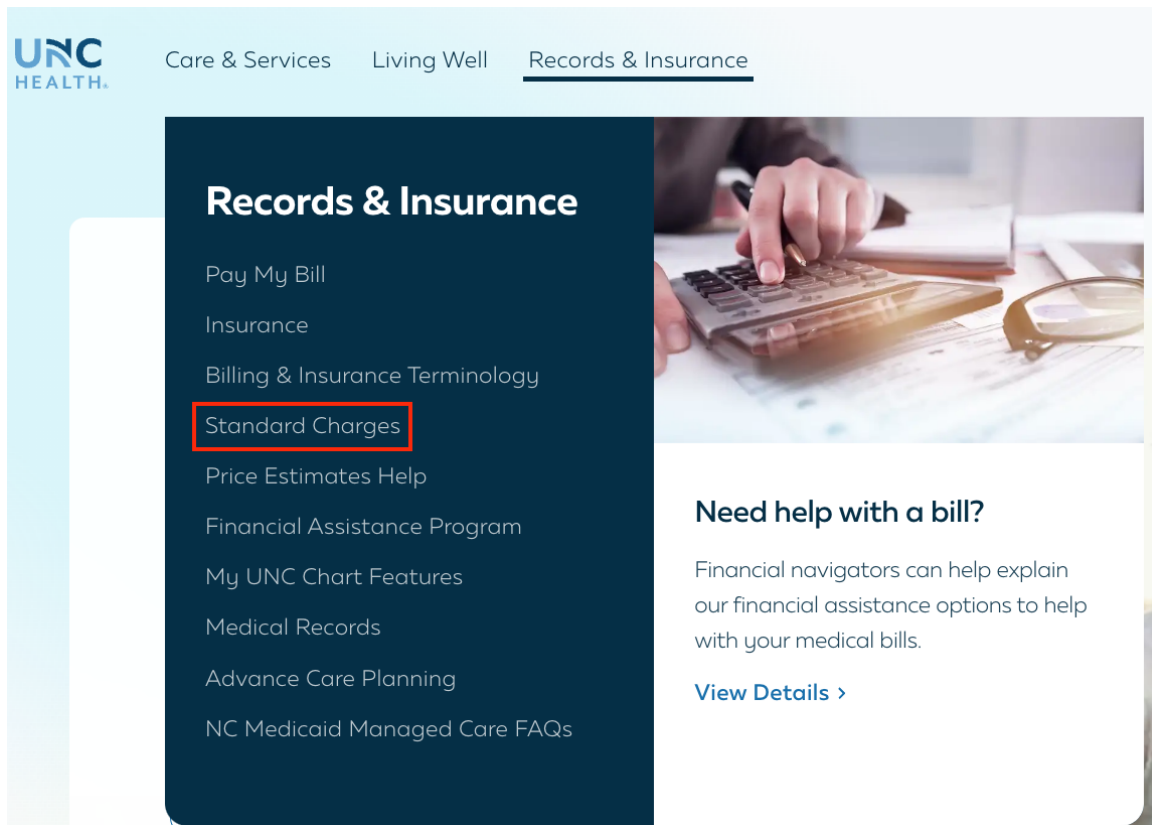 UNC
HEALTH
Care & Services Living Well Records & Insurance
Records & Insurance
Pay My Bill
Insurance
Billing & Insurance Terminology
Standard Charges
Price Estimates Help
Financial Assistance Program
My UNC Chart Features
Medical Records
Advance Care Planning
NC Medicaid Managed Care FAQs
Need help with a bill?
Financial navigators can help explain
our financial assistance options to help
with your medical bills.
View Details ›